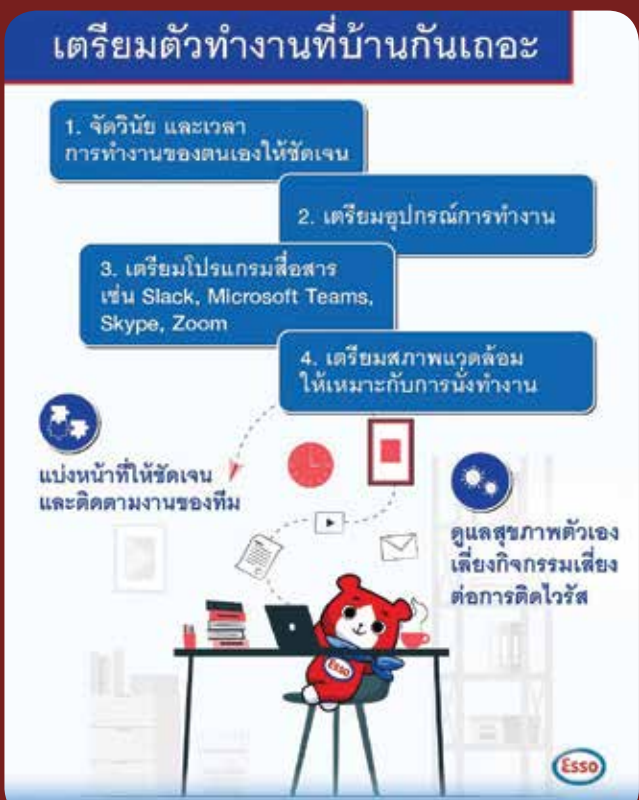 เตรียมตัวทำงานที่บ้านกันเถอะ
1. จัดวินัย และเวลา
การทำงานของตนเองให้ชัดเจน
2. เตรียมอุปกรณ์การทำงาน
3. เตรียมโปรแกรมสื่อสาร
เช่น Slack, Microsoft Teams,
Skype, Zoom
4. เตรียมสภาพแวดล้อม
ให้เหมาะกับการนั่งทำงาน
แบ่งหน้าที่ให้ชัดเจน
และติดตามงานของทีม
ดูแลสุขภาพตัวเอง
เลี่ยงกิจกรรมเสี่ยง
ต่อการติดไวรัส
Esso
Esso